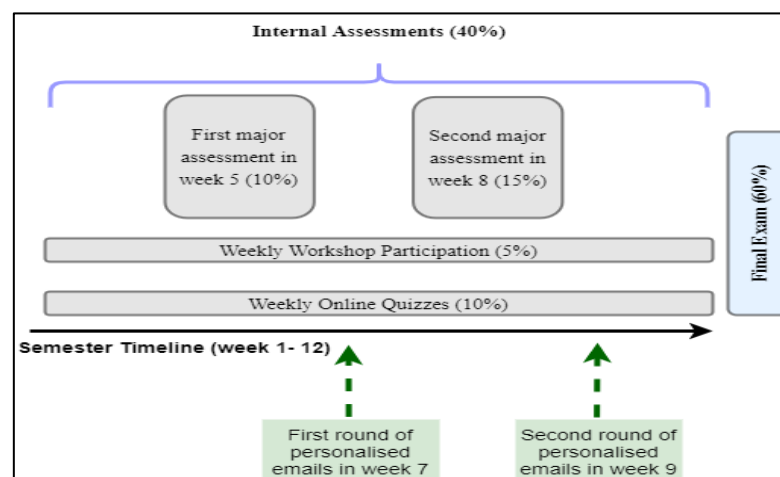 Internal Assessments (40%)
First major
assessment in
week 5 (10%)
Second major
assessment in
week 8 (15%)
Final Exam (60%)
Weekly Workshop Participation (5%)
Weekly Online Quizzes (10%)
Semester Timeline (week 1- 12)
First round of
personalised
emails in week 7
Second round of
personalised
emails in week 9